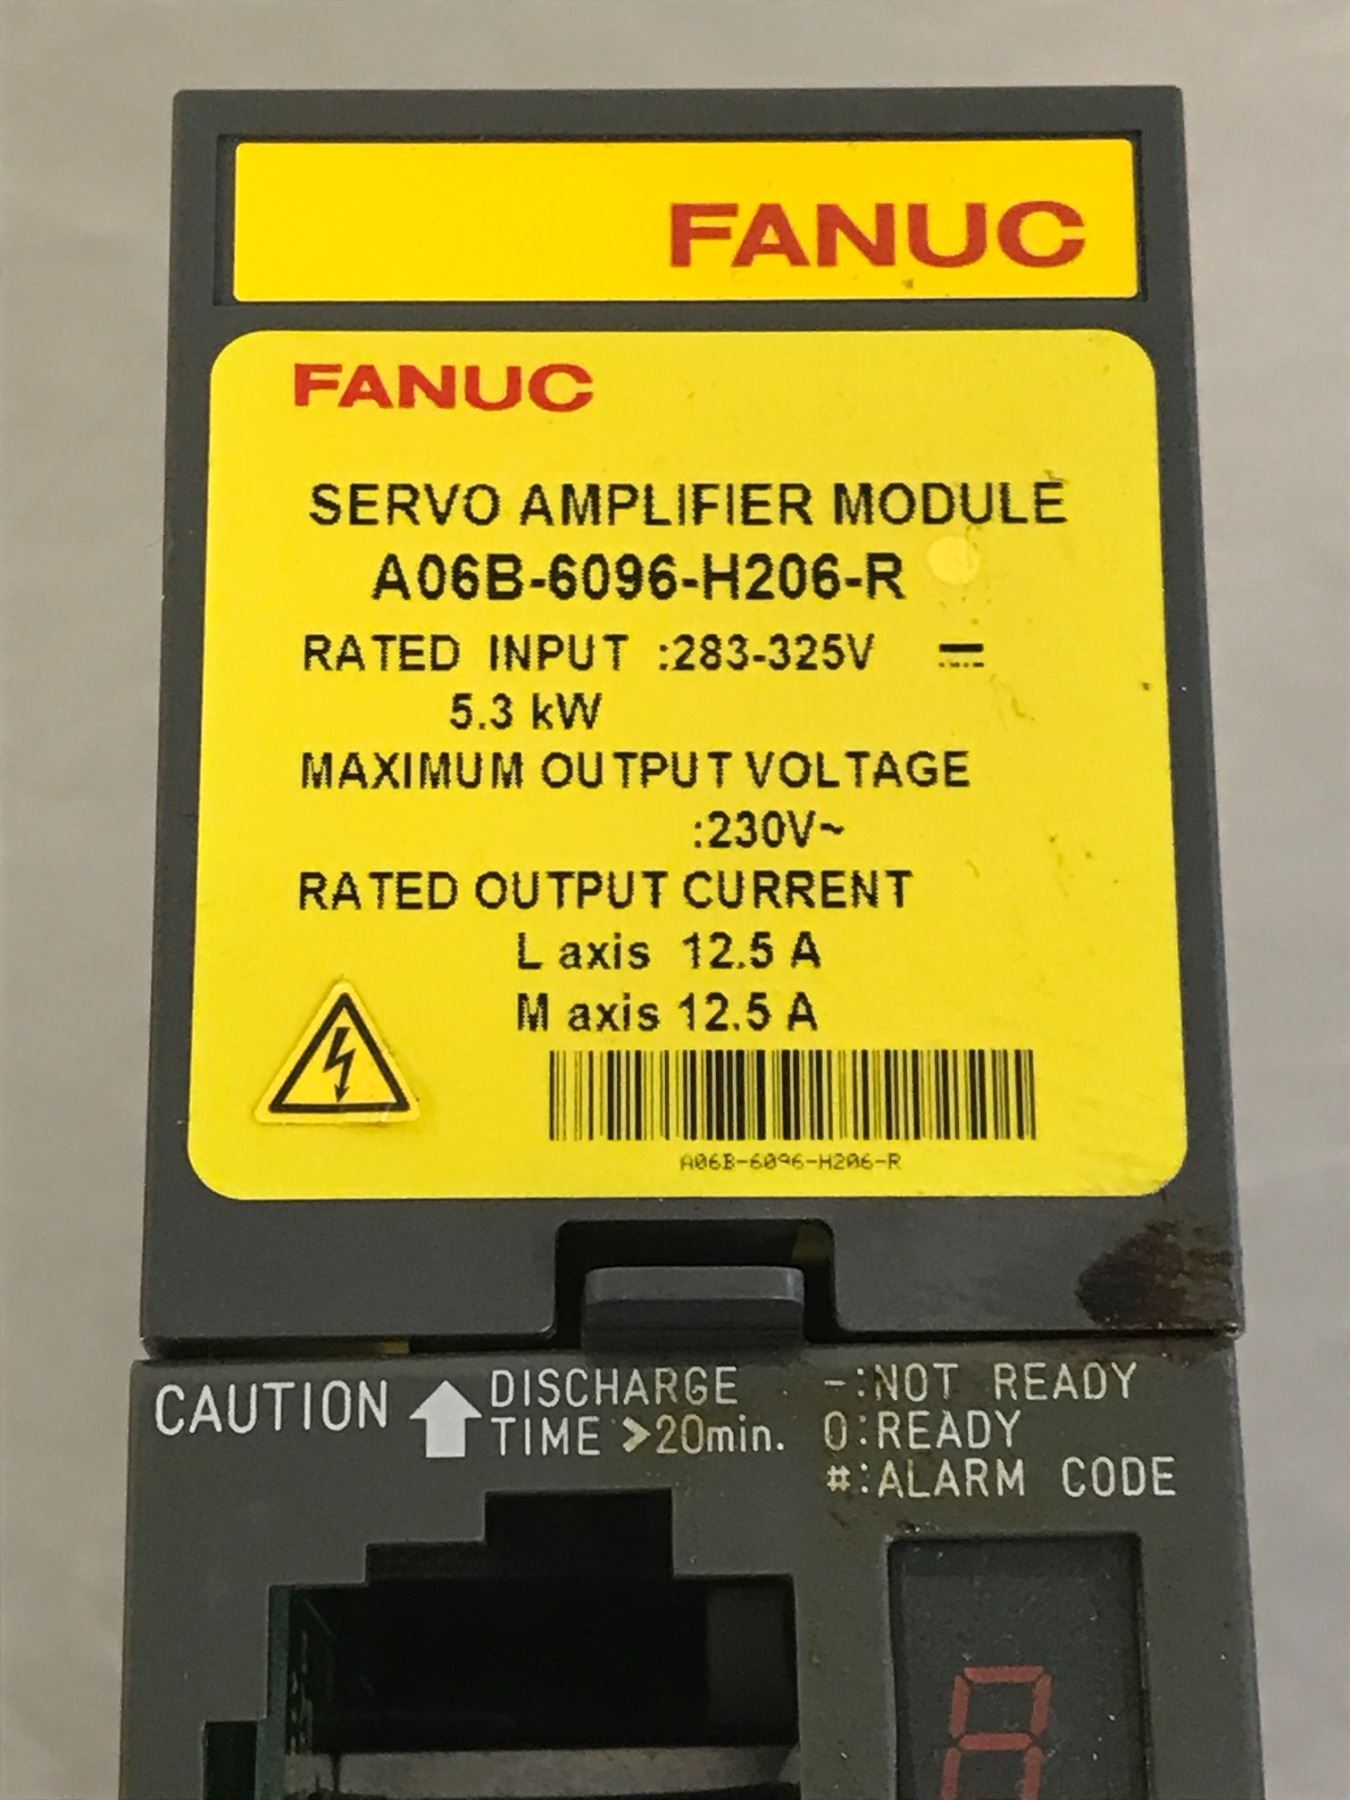 FANUC
FANUC
SERVO AMPLIFIER MODULE
A06B-6096-H206-R
RATED INPUT :283-325V ⎓
5.3 kW
MAXIMUM OUTPUT VOLTAGE
:230V~
RATED OUTPUT CURRENT
L axis 12.5 A
M axis 12.5 A
A06B-6096-H206-R
CAUTION
DISCHARGE
TIME >20min.
-:NOT READY
0:READY
#:ALARM CODE